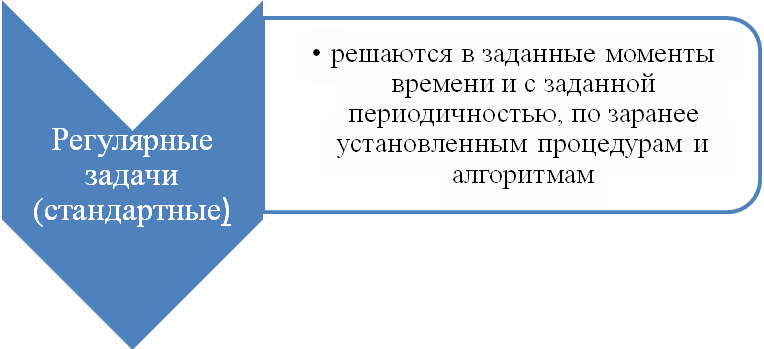 Регулярные
задачи
(стандартные)
• решаются в заданные моменты
времени и с заданной
периодичностью, по заранее
установленным процедурам и
алгоритмам